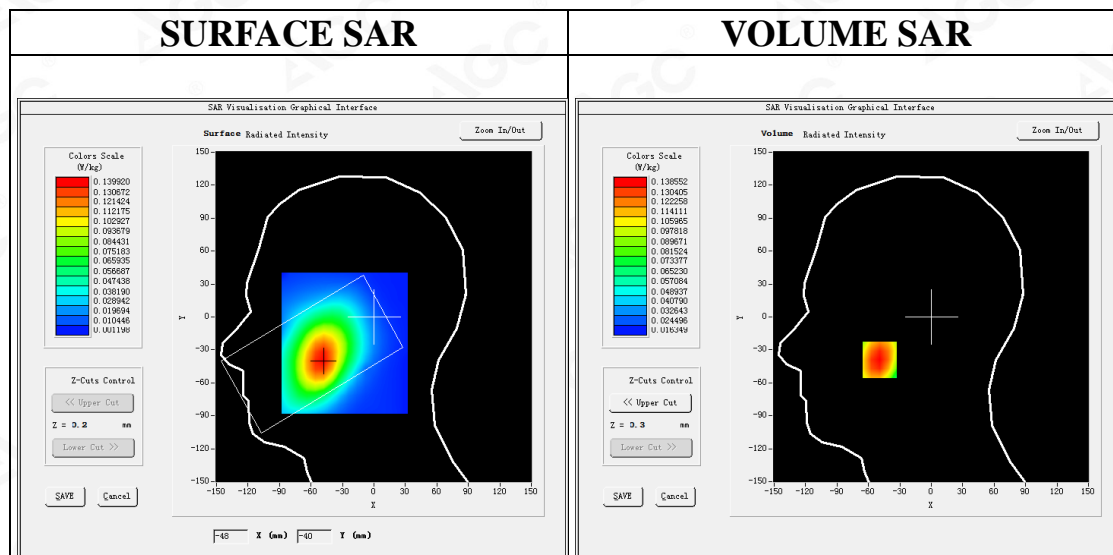 SURFACE SAR
VOLUME SAR
SAR Visualisation Graphical Interface
Surface Radiated Intensity
Zoom In/Out
Colors Scale
(W/kg)
0.139920
0.130672
0.121424
0.112175
0.102927
0.093679
0.084431
0.075183
0.065935
0.056687
0.047438
0.038190
0.028942
0.019694
0.010446
0.001198
Z-Cuts Control
<< Upper Cut
Z = 0.2 mm
Lower Cut >>
SAVE
Cancel
150
120
90
60
30
0
-30
-60
-90
-120
-150
Y
-150 -120 -90 -60 -30 0 30 60 90 120 150
X
-48 X (mm) -40 Y (mm)
SAR Visualisation Graphical Interface
Volume Radiated Intensity
Zoom In/Out
Colors Scale
(W/kg)
0.138552
0.130405
0.122258
0.114111
0.105965
0.097818
0.089671
0.081524
0.073377
0.065230
0.057084
0.048937
0.040790
0.032643
0.024496
0.016349
Z-Cuts Control
<< Upper Cut
Z = 0.3 mm
Lower Cut >>
SAVE
Cancel
150
120
90
60
30
0
-30
-60
-90
-120
-150
Y
-150 -120 -90 -60 -30 0 30 60 90 120 150
X